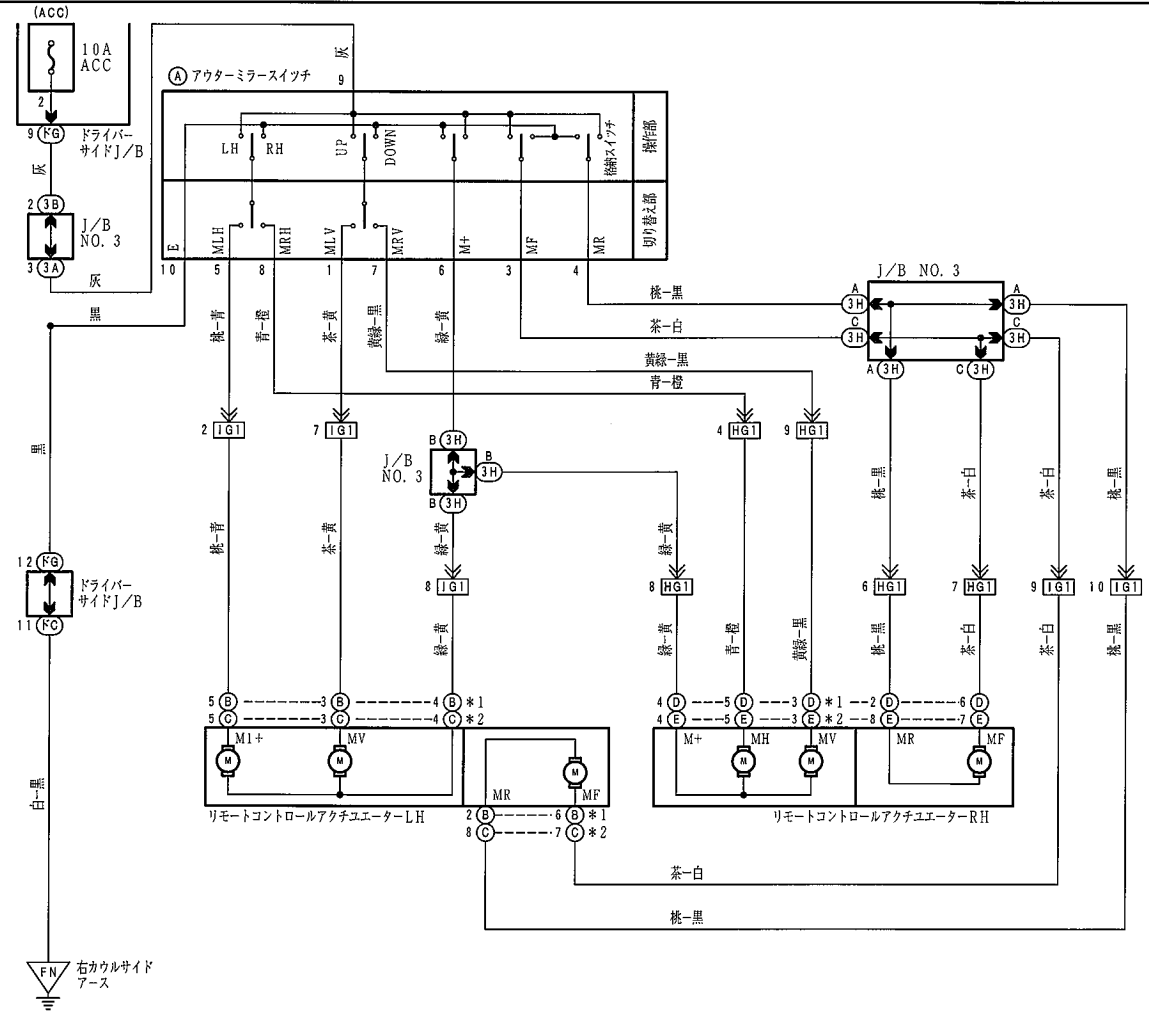 (ACC)
10A
ACC
2
9 ドG
ドライバー
サイドJ/B
灰
2 3B
J/B
NO. 3
3 3A
灰
黒
灰
A アウターミラースイッチ
9
LH
RH
UP
DOWN
格納スイッチ
操作部
切り替え部
E
MLH
MRH
MLV
MRV
M+
MF
MR
10
5
8
1
7
6
3
4
桃−青
青−橙
茶−黄
黄緑−黒
緑−黄
桃−黒
茶−白
黄緑−黒
青−橙
J/B NO. 3
A
3H
C
3H
A
3H
C
3H
A 3H
C 3H
2 IG1
7 IG1
4 HG1
9 HG1
B 3H
J/B
NO. 3
B
3H
B 3H
黒
桃−青
茶−黄
緑−黄
緑−黄
桃−黒
茶−白
茶−白
桃−黒
12 ドG
ドライバー
サイドJ/B
11 ドC
8 IG1
8 HG1
6 HG1
7 HG1
9 IG1
10 IG1
緑−黄
緑−黄
青−橙
黄緑−黒
桃−黒
茶−白
茶−白
桃−黒
5 B 3 B 4 B *1
5 C 3 C 4 C *2
4 D 5 D 3 D *1 2 D 6 D
4 E 5 E 3 E *2 8 E 7 E
M1+
MV
M
M
M
MR
MF
M+
MH
MV
MR
MF
M
M
M
リモートコントロールアクチユエーターLH
リモートコントロールアクチユエーターRH
2 B 6 B *1
8 C 7 C *2
白−黒
茶−白
桃−黒
FN
右カウルサイド
アース